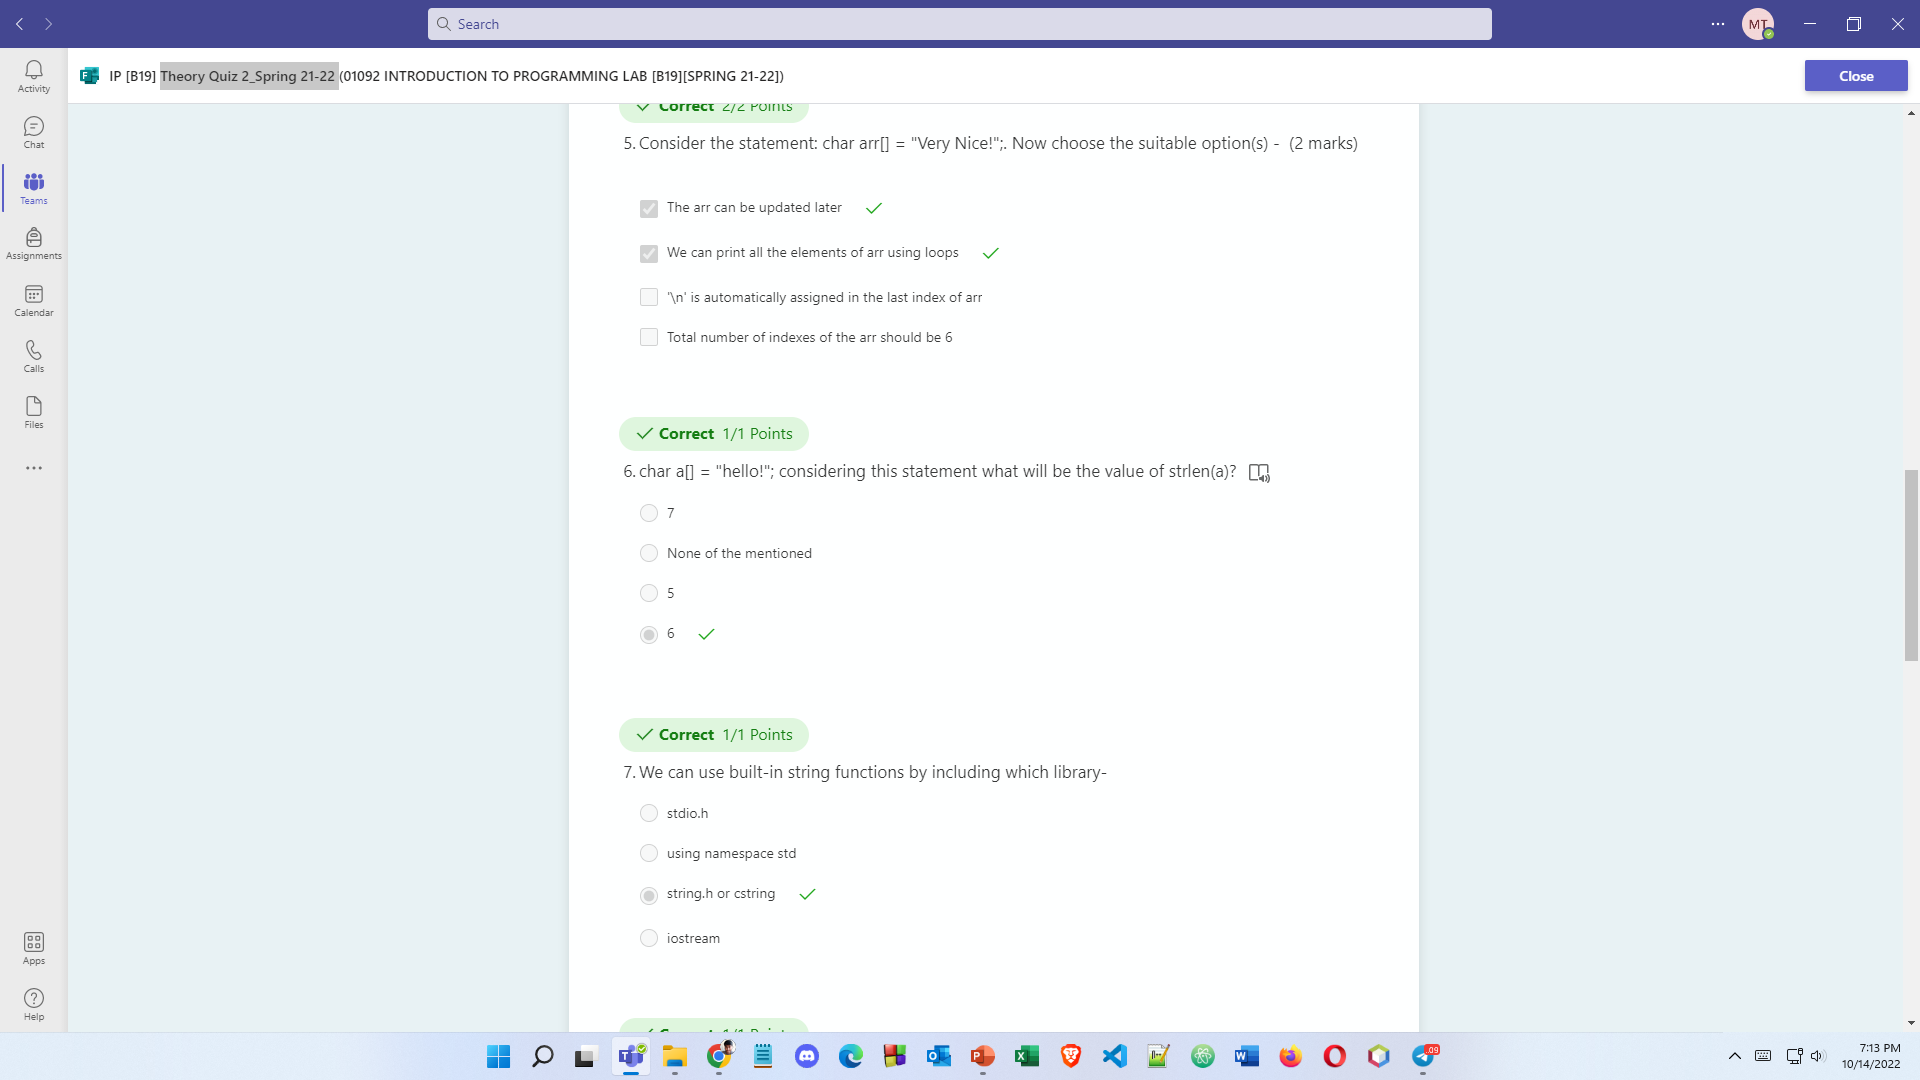 Search
MT
IP [B19] Theory Quiz 2_Spring 21-22 (01092 INTRODUCTION TO PROGRAMMING LAB [B19][SPRING 21-22])
Close
Activity
Chat
Teams
Assignments
Calendar
Calls
Files
Apps
Help
Correct 2/2 Points
5. Consider the statement: char arr[] = "Very Nice!";. Now choose the suitable option(s) - (2 marks)
The arr can be updated later
We can print all the elements of arr using loops
'\n' is automatically assigned in the last index of arr
Total number of indexes of the arr should be 6
Correct 1/1 Points
6. char a[] = "hello!"; considering this statement what will be the value of strlen(a)?
7
None of the mentioned
5
6
Correct 1/1 Points
7. We can use built-in string functions by including which library-
stdio.h
using namespace std
string.h or cstring
iostream
Correct 1/1 Points
7:13 PM
10/14/2022